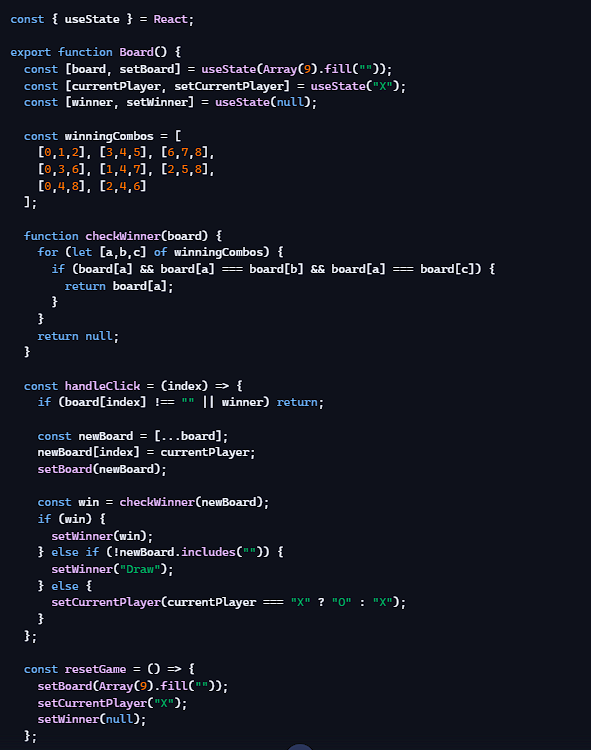 const { useState } = React;

export function Board() {
  const [board, setBoard] = useState(Array(9).fill(""));
  const [currentPlayer, setCurrentPlayer] = useState("X");
  const [winner, setWinner] = useState(null);

  const winningCombos = [
    [0,1,2], [3,4,5], [6,7,8],
    [0,3,6], [1,4,7], [2,5,8],
    [0,4,8], [2,4,6]
  ];

  function checkWinner(board) {
    for (let [a,b,c] of winningCombos) {
      if (board[a] && board[a] === board[b] && board[a] === board[c]) {
        return board[a];
      }
    }
    return null;
  }

  const handleClick = (index) => {
    if (board[index] !== "" || winner) return;

    const newBoard = [...board];
    newBoard[index] = currentPlayer;
    setBoard(newBoard);

    const win = checkWinner(newBoard);
    if (win) {
      setWinner(win);
    } else if (!newBoard.includes("")) {
      setWinner("Draw");
    } else {
      setCurrentPlayer(currentPlayer === "X" ? "O" : "X");
    }
  };

  const resetGame = () => {
    setBoard(Array(9).fill(""));
    setCurrentPlayer("X");
    setWinner(null);
  };